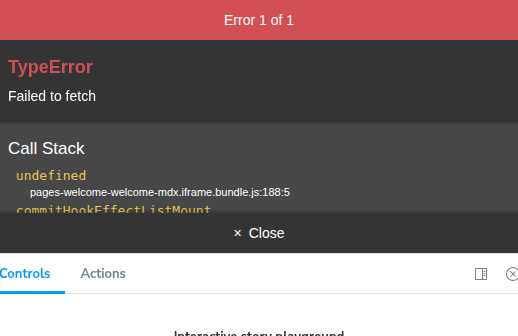 Error 1 of 1
TypeError
Failed to fetch
Call Stack
undefined
pages-welcome-welcome-mdx.iframe.bundle.js:188:5
commitHookEffectListMount
× Close
Controls Actions
Interactive story playground